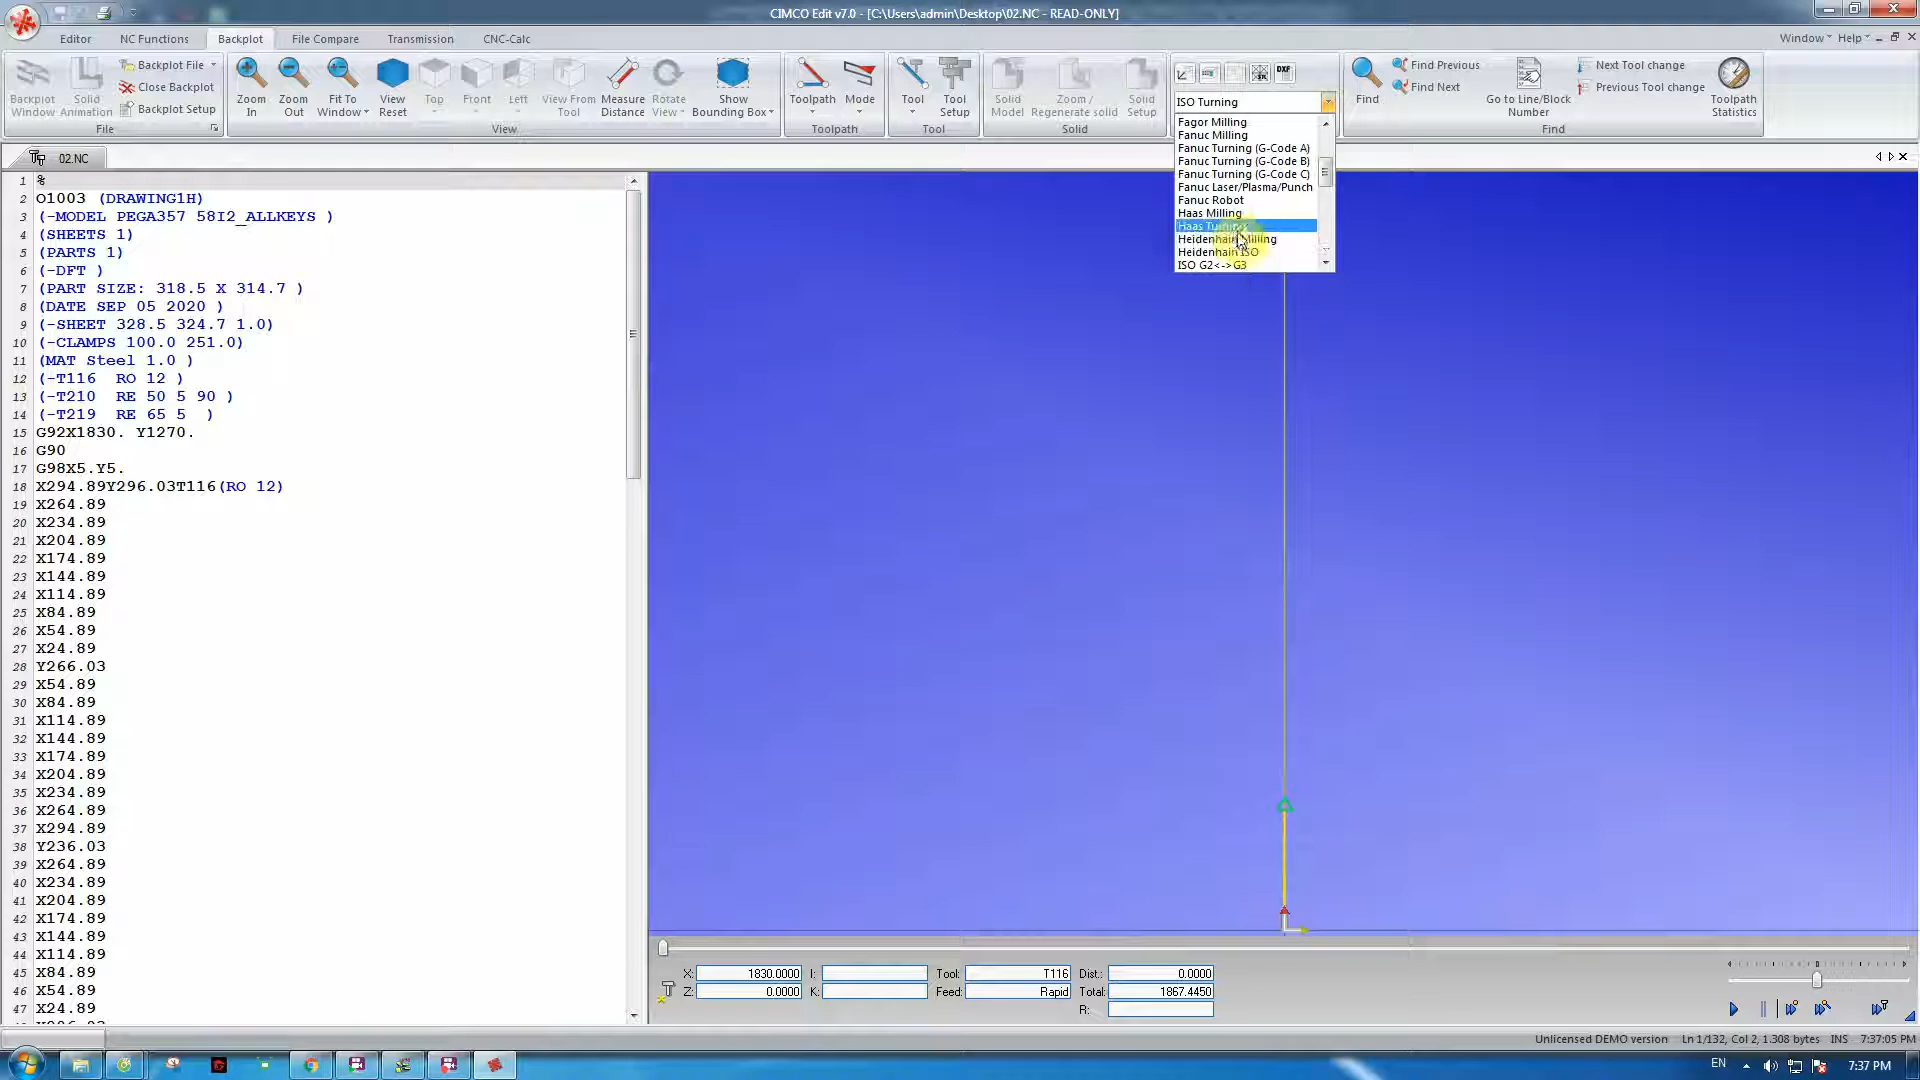 CIMCO Edit v7.0 - [C:\Users\admin\Desktop\02.NC - READ-ONLY]
Editor NC Functions Backplot File Compare Transmission NC-Calc Window Help
Backplot Window
Solid Animation
Backplot File
Close Backplot
Backplot Setup
File
Zoom In
Zoom Out
Fit To Window
View Reset
Top
Front
Left
View From Tool
Measure Distance
Rotate View
Show Bounding Box
View
Toolpath
Mode
Toolpath
Tool
Tool Setup
Tool
Solid Model
Zoom / Regenerate solid
Solid Setup
Solid
DXF
ISO Turning
Fagor Milling
Fanuc Milling
Fanuc Turning (G-Code A)
Fanuc Turning (G-Code B)
Fanuc Turning (G-Code C)
Fanuc Laser/Plasma/Punch
Fanuc Robot
Haas Milling
Haas Turning
Heidenhain Milling
Heidenhain ISO
ISO G2<->G3
Find
Find Previous
Find Next
Go to Line/Block Number
Next Tool change
Previous Tool change
Toolpath Statistics
Find
02.NC
1 %
2 O1003 (DRAWING1H)
3 (-MODEL PEGA357 58I2_ALLKEYS )
4 (SHEETS 1)
5 (PARTS 1)
6 (-DFT )
7 (PART SIZE: 318.5 X 314.7 )
8 (DATE SEP 05 2020 )
9 (-SHEET 328.5 324.7 1.0)
10 (-CLAMPS 100.0 251.0)
11 (MAT Steel 1.0 )
12 (-T116 RO 12 )
13 (-T210 RE 50 5 90 )
14 (-T219 RE 65 5 )
15 G92X1830. Y1270.
16 G90
17 G98X5.Y5.
18 X294.89Y296.03T116(RO 12)
19 X264.89
20 X234.89
21 X204.89
22 X174.89
23 X144.89
24 X114.89
25 X84.89
26 X54.89
27 X24.89
28 Y266.03
29 X54.89
30 X84.89
31 X114.89
32 X144.89
33 X174.89
34 X204.89
35 X234.89
36 X264.89
37 X294.89
38 Y236.03
39 X264.89
40 X234.89
41 X204.89
42 X174.89
43 X144.89
44 X114.89
45 X84.89
46 X54.89
47 X24.89
X: 1830.0000 I: Tool: T116 Dist.: 0.0000
Z: 0.0000 K: Feed: Rapid Total: 1867.4450
R:
Unlicensed DEMO version Ln 1/132, Col 2, 1.308 bytes INS 7:37:05 PM
EN 7:37 PM